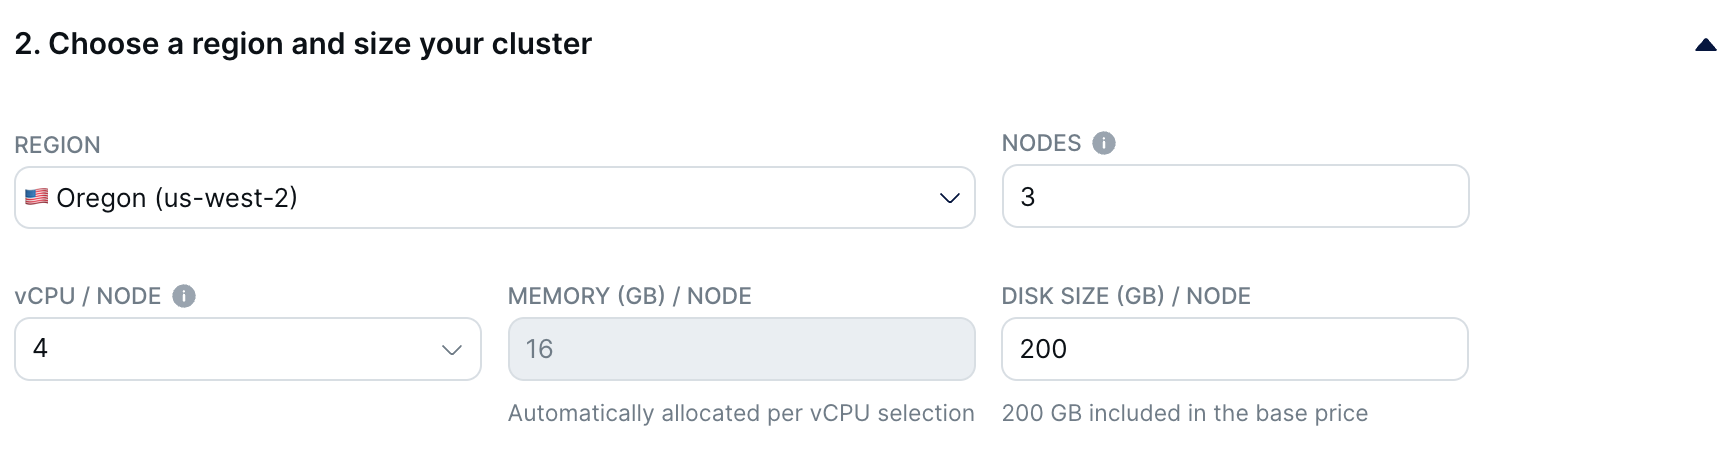 2. Choose a region and size your cluster
REGION
Oregon (us-west-2)
NODES
3
vCPU / NODE
4
MEMORY (GB) / NODE
16
Automatically allocated per vCPU selection
DISK SIZE (GB) / NODE
200
200 GB included in the base price